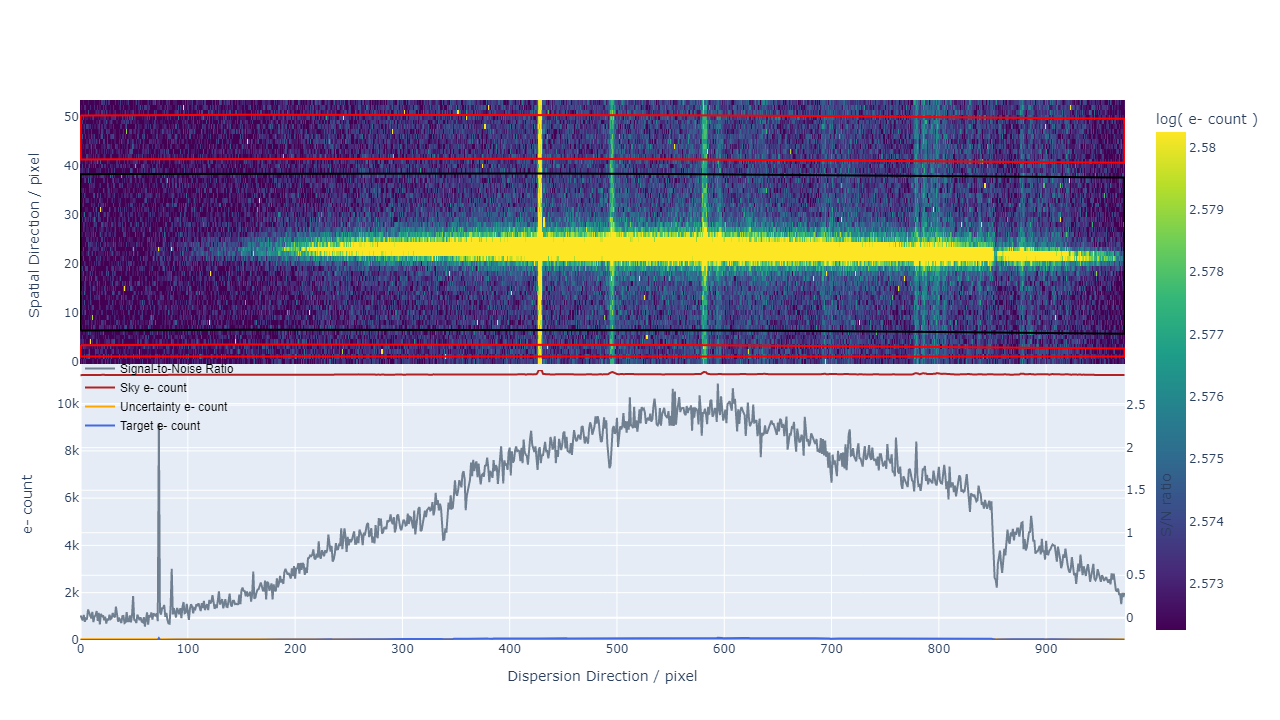 log( e- count )
50
40
30
20
10
0
Spatial Direction / pixel
2.58
2.579
2.578
2.577
2.576
2.575
2.574
2.573
Signal-to-Noise Ratio
Sky e- count
Uncertainty e- count
Target e- count
10k
8k
6k
4k
2k
0
e- count
2.5
2
1.5
1
0.5
0
S/N ratio
0 100 200 300 400 500 600 700 800 900
Dispersion Direction / pixel